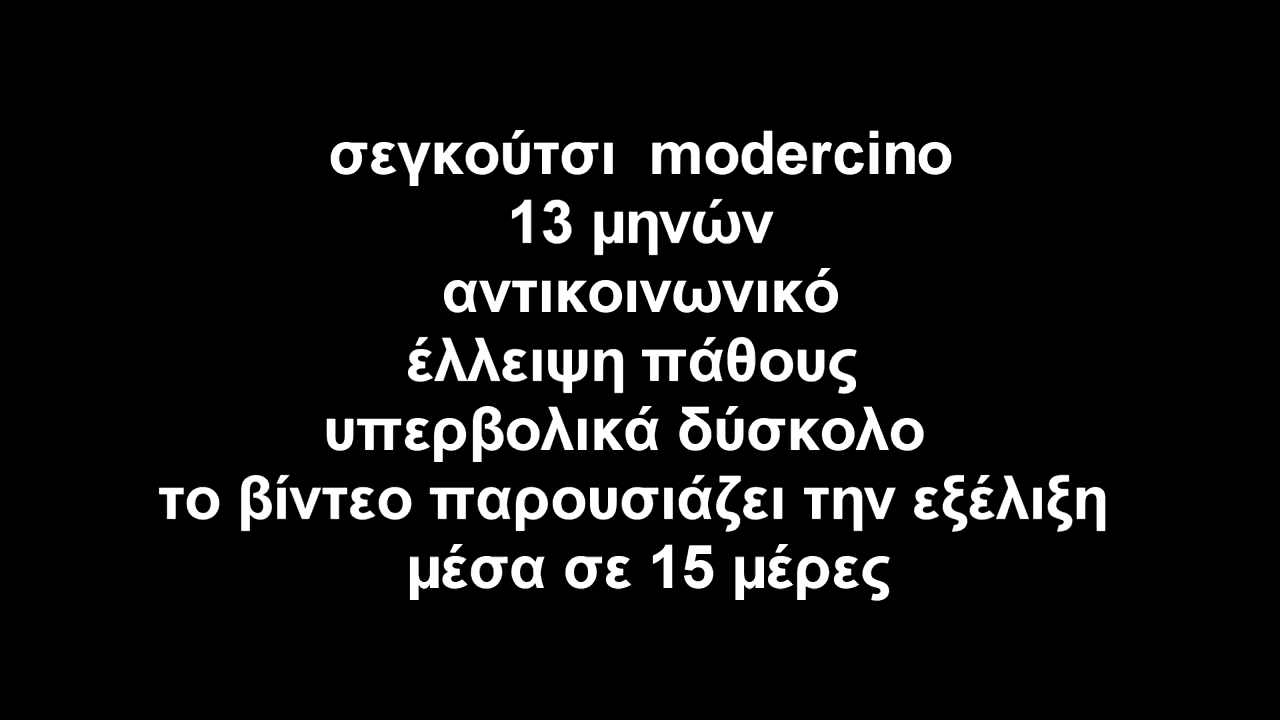 σεγκούτσι modercino
13 μηνών
αντικοινωνικό
έλλειψη πάθους
υπερβολικά δύσκολο
το βίντεο παρουσιάζει την εξέλιξη
μέσα σε 15 μέρες